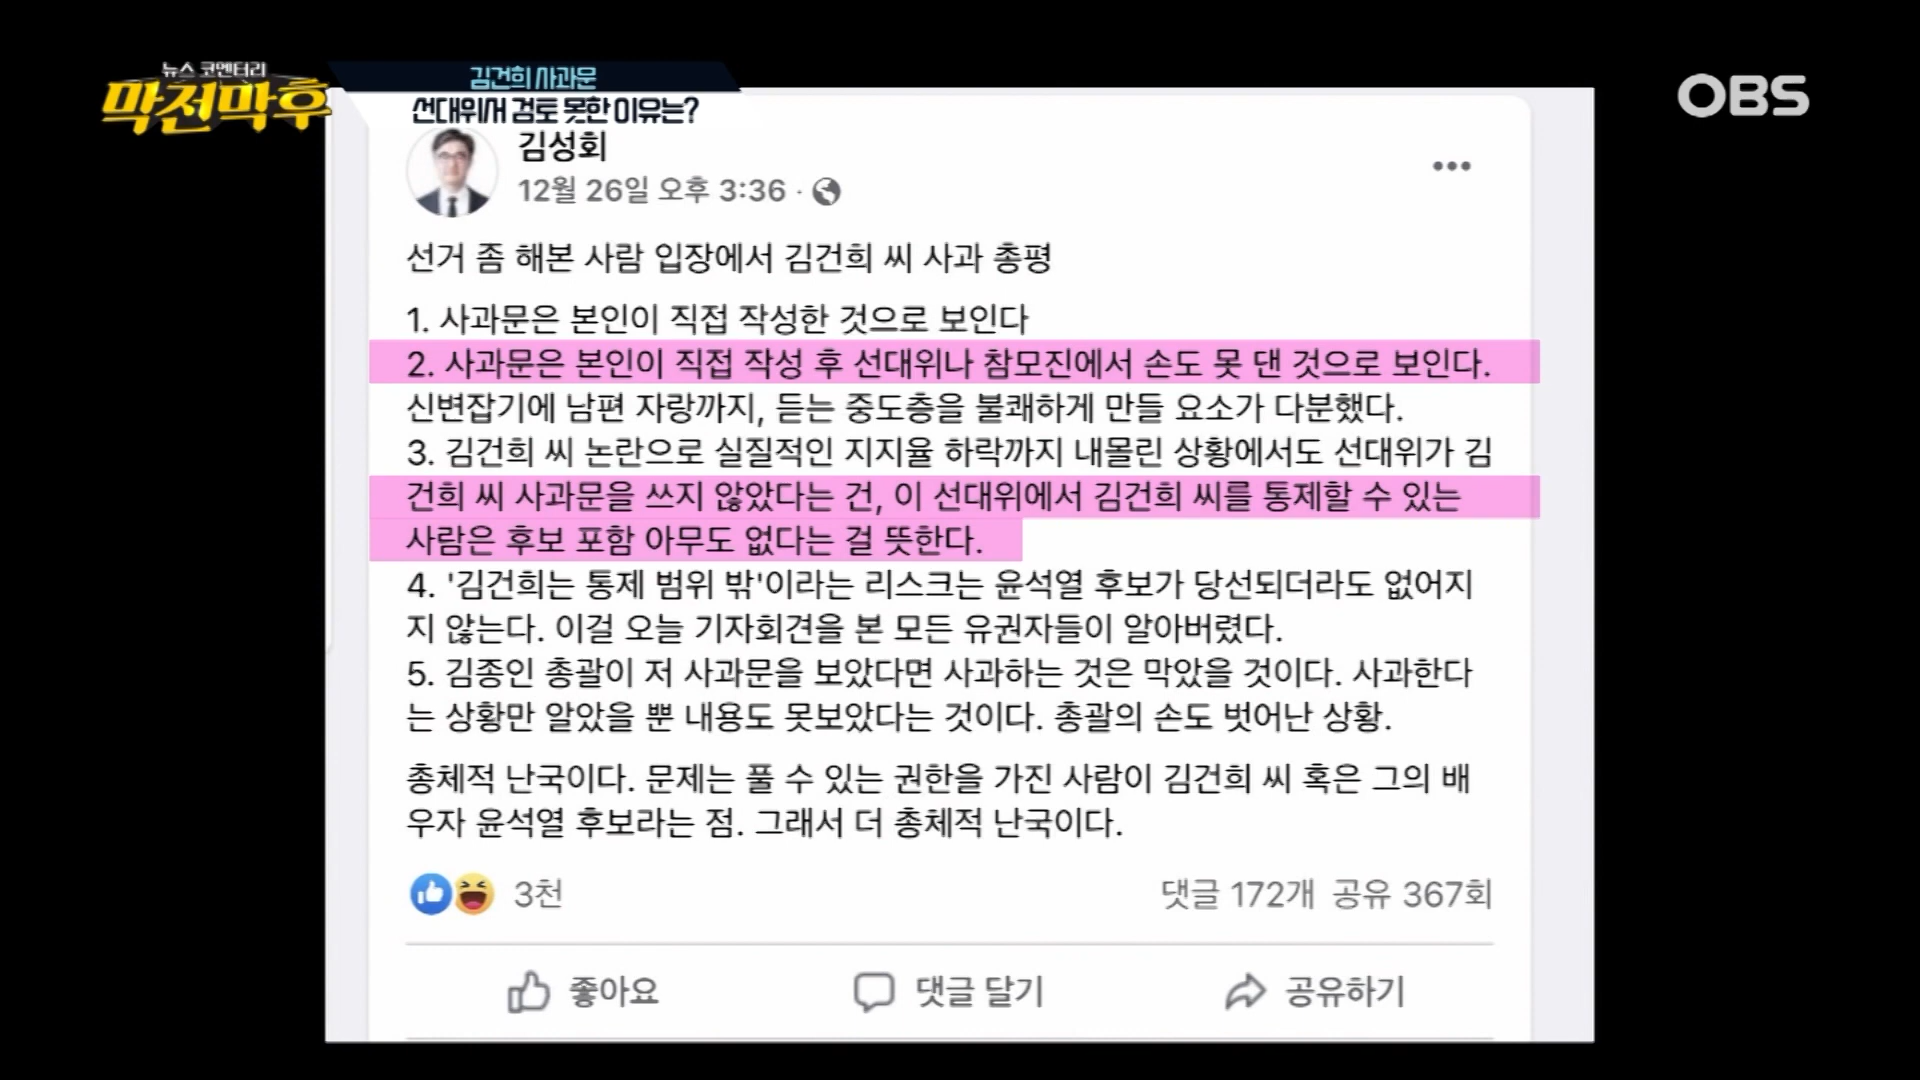 뉴스 코멘터리
막전막후
김건희 사과문
선대위서 검토 못한 이유는?
OBS
김성회
12월 26일 오후 3:36 ·
선거 좀 해본 사람 입장에서 김건희 씨 사과 총평
1. 사과문은 본인이 직접 작성한 것으로 보인다
2. 사과문은 본인이 직접 작성 후 선대위나 참모진에서 손도 못 댄 것으로 보인다.
신변잡기에 남편 자랑까지, 듣는 중도층을 불쾌하게 만들 요소가 다분했다.
3. 김건희 씨 논란으로 실질적인 지지율 하락까지 내몰린 상황에서도 선대위가 김
건희 씨 사과문을 쓰지 않았다는 건, 이 선대위에서 김건희 씨를 통제할 수 있는
사람은 후보 포함 아무도 없다는 걸 뜻한다.
4. '김건희는 통제 범위 밖'이라는 리스크는 윤석열 후보가 당선되더라도 없어지
지 않는다. 이걸 오늘 기자회견을 본 모든 유권자들이 알아버렸다.
5. 김종인 총괄이 저 사과문을 보았다면 사과하는 것은 막았을 것이다. 사과한다
는 상황만 알았을 뿐 내용도 못보았다는 것이다. 총괄의 손도 벗어난 상황.
총체적 난국이다. 문제는 풀 수 있는 권한을 가진 사람이 김건희 씨 혹은 그의 배
우자 윤석열 후보라는 점. 그래서 더 총체적 난국이다.
3천
댓글 172개 공유 367회
좋아요
댓글 달기
공유하기